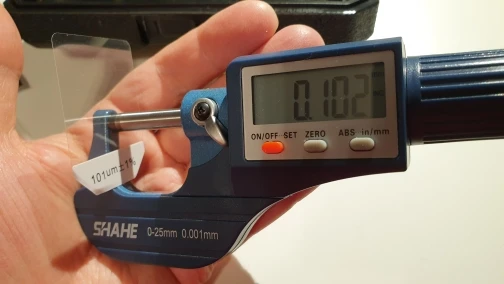 0.102
ON/OFF SET ZERO ABS in/mm
101um±1%
SHAHE 0-25mm 0.001mm